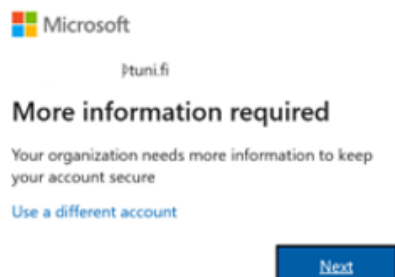 Microsoft
tuni.fi
More information required
Your organization needs more information to keep
your account secure
Use a different account
Next